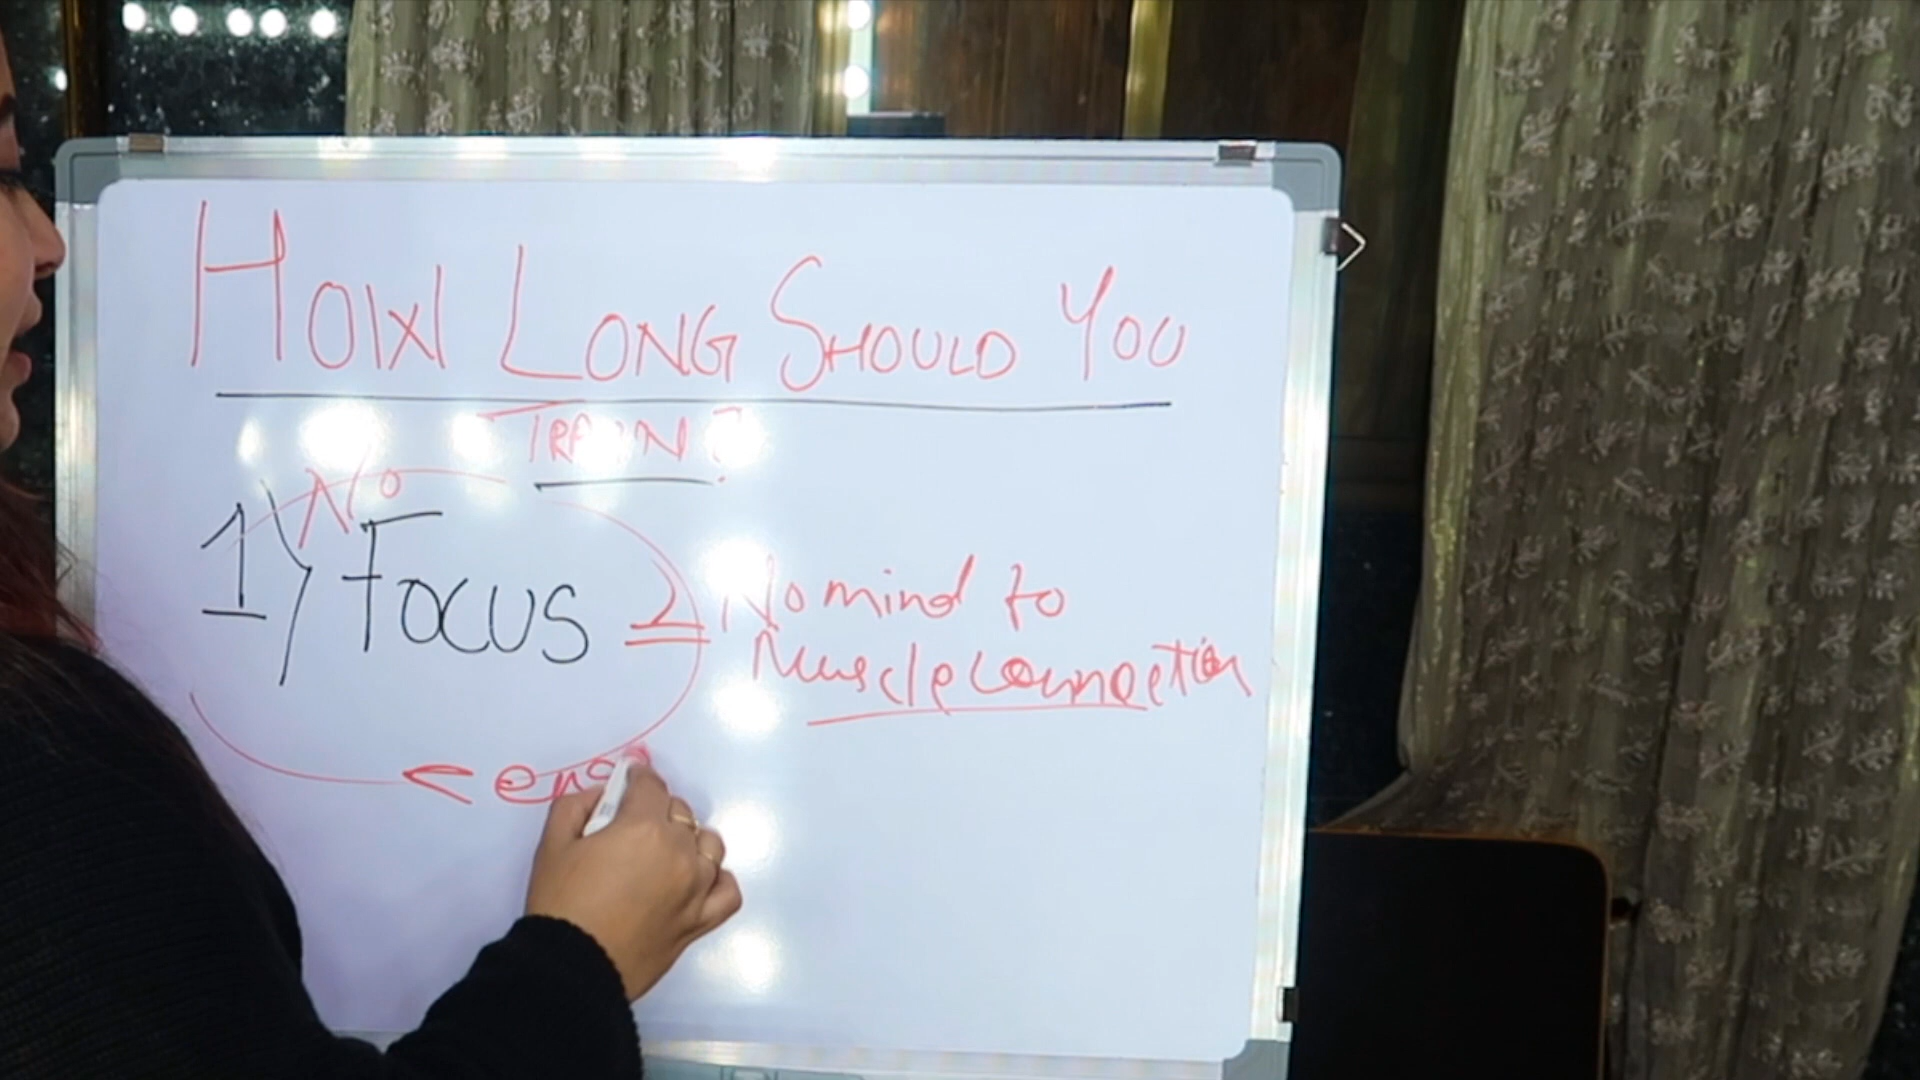 HOW LONG SHOULD YOU
TRAIN?
NO
1) FOCUS
2 No mind to
Muscle connection
<